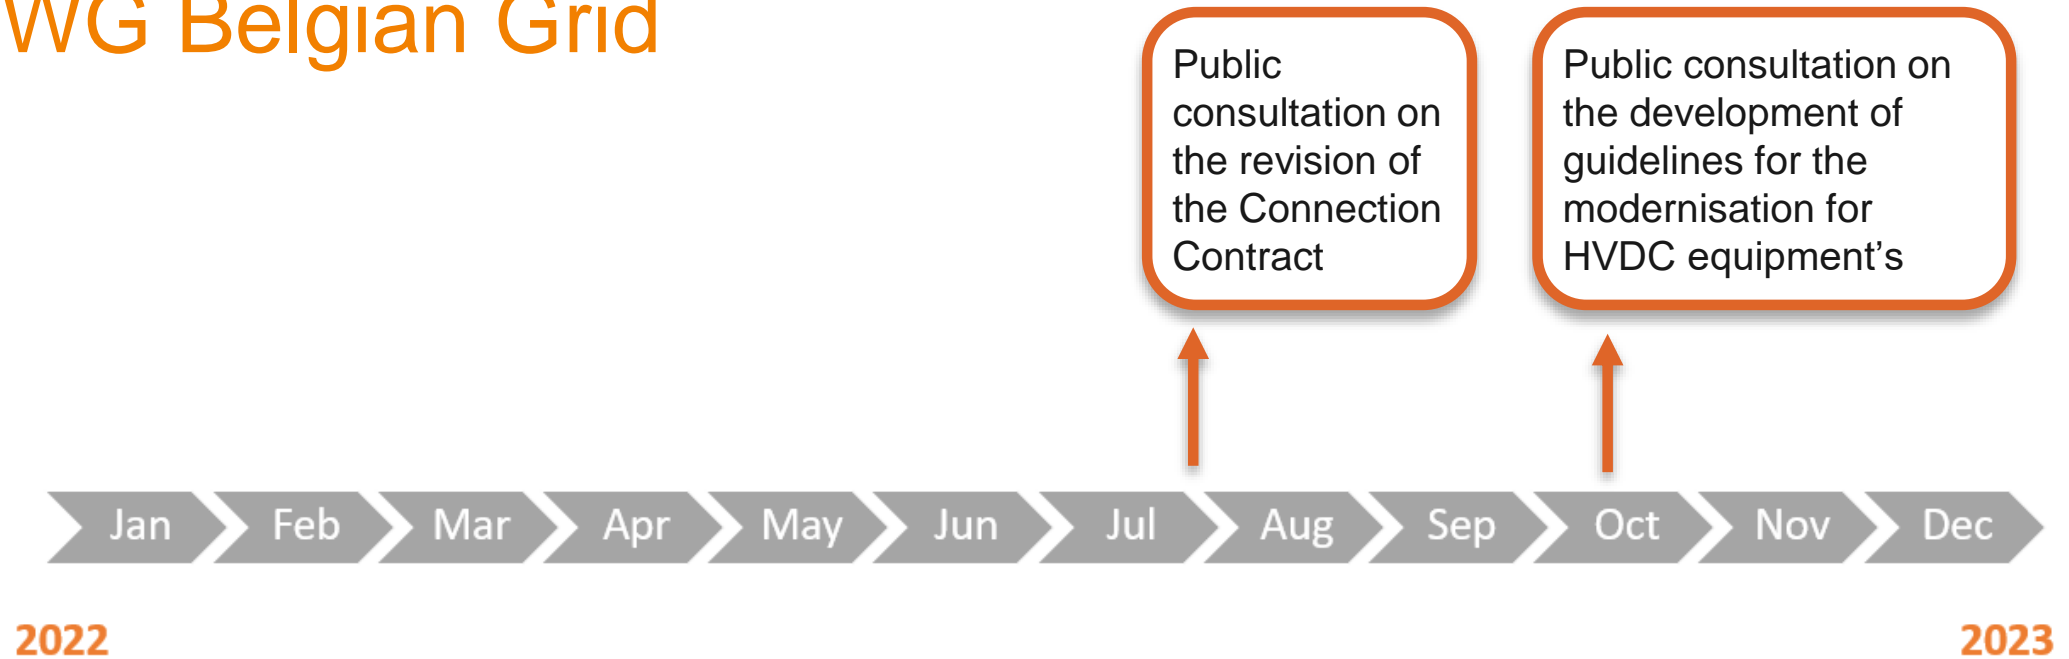 WG Belgian Grid
Public
consultation on
the revision of
the Connection
Contract
Public consultation on
the development of
guidelines for the
modernisation for
HVDC equipment’s
Jan Feb Mar Apr May Jun Jul Aug Sep Oct Nov Dec
2022 2023